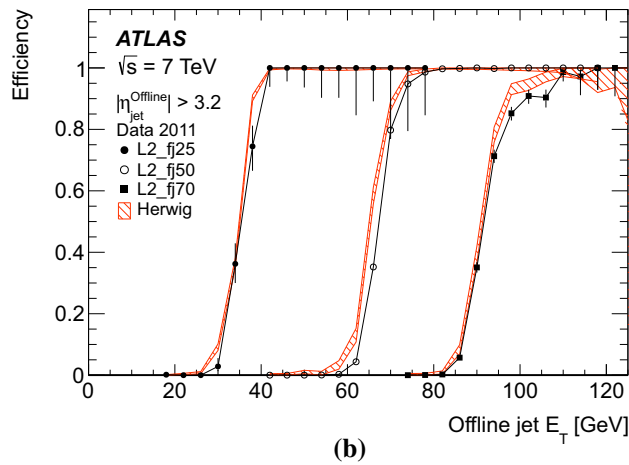 Efficiency
ATLAS
√s = 7 TeV
|η_jet^Offline| > 3.2
Data 2011
L2_fj25
L2_fj50
L2_fj70
Herwig
1
0.8
0.6
0.4
0.2
0
0 20 40 60 80 100 120
Offline jet E_T [GeV]
(b)